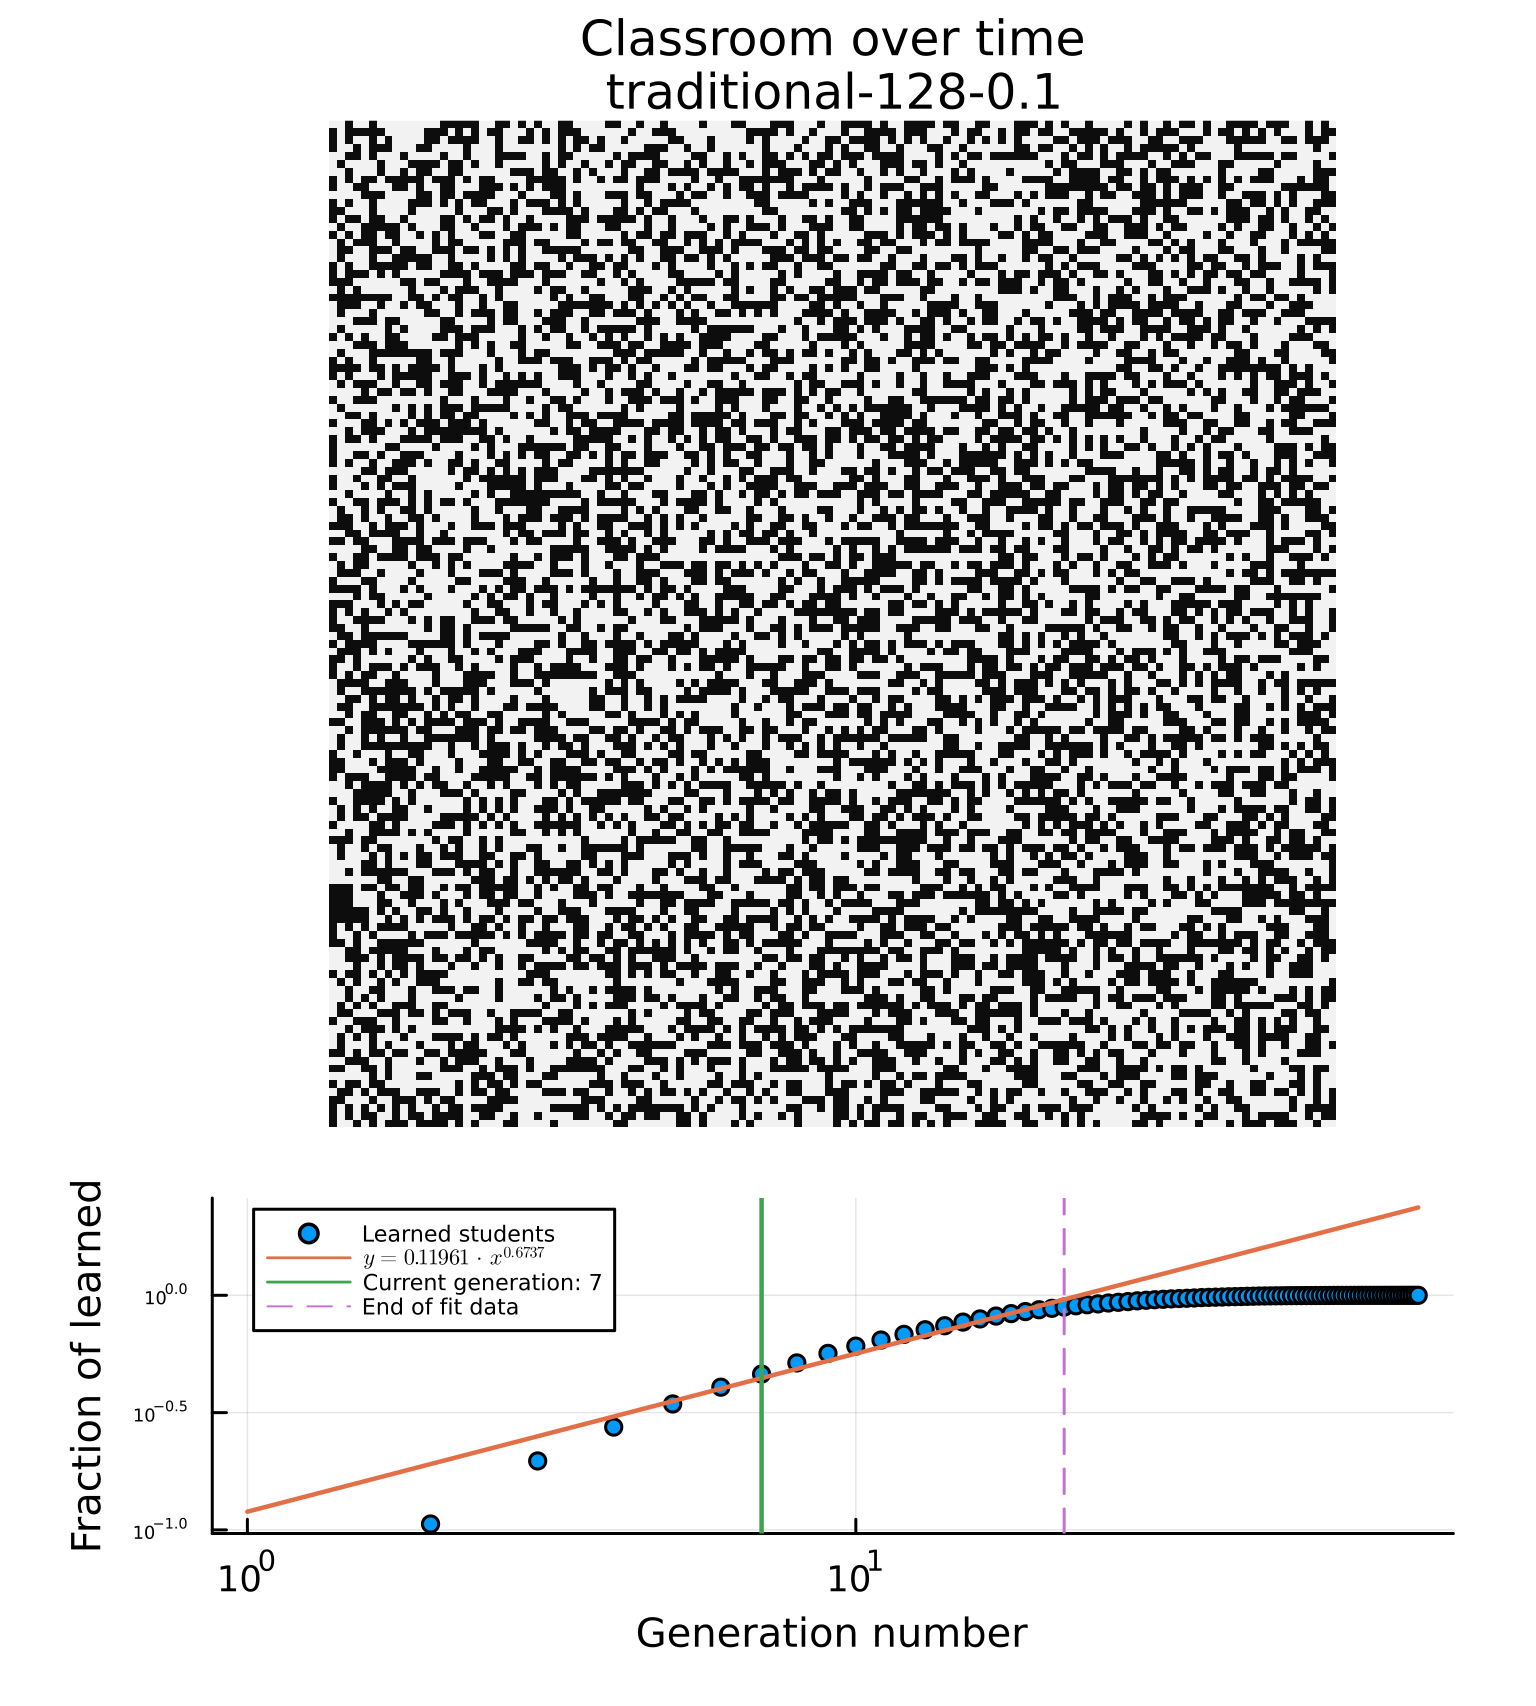 Classroom over time
traditional-128-0.1
Fraction of learned
Learned students
y = 0.11961 · x^0.6737
Current generation: 7
End of fit data
10^0.0
10^−0.5
10^−1.0
10^0
10^1
Generation number